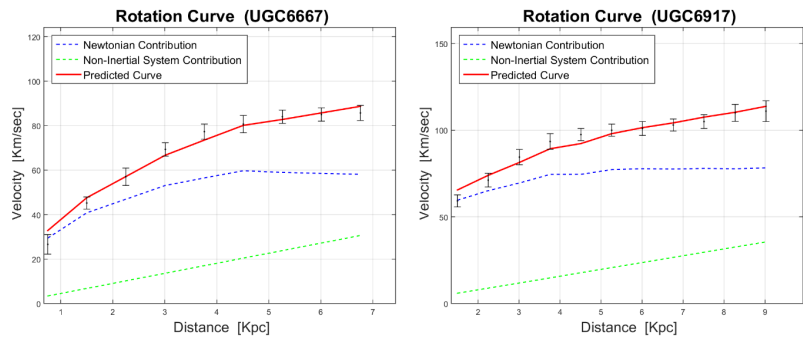 Rotation Curve (UGC6667)
120
100
80
60
40
20
0
Velocity [Km/sec]
Newtonian Contribution
Non-Inertial System Contribution
Predicted Curve
1 2 3 4 5 6 7
Distance [Kpc]
Rotation Curve (UGC6917)
150
100
50
0
Velocity [Km/sec]
Newtonian Contribution
Non-Inertial System Contribution
Predicted Curve
2 3 4 5 6 7 8 9
Distance [Kpc]